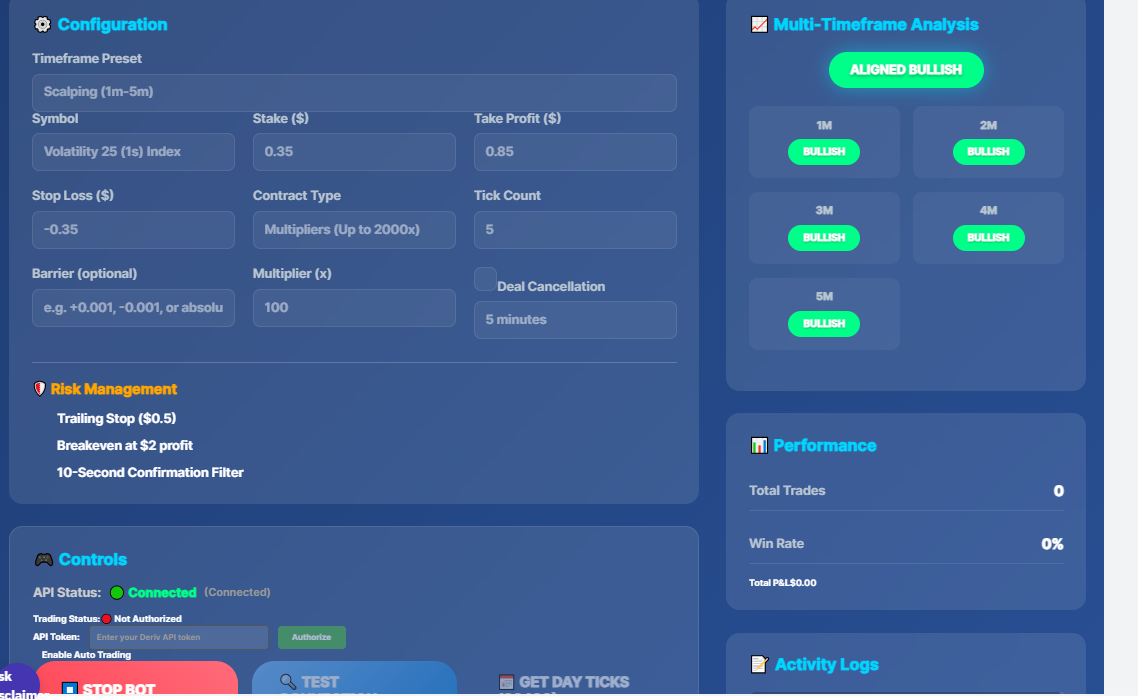 Configuration
Timeframe Preset
Scalping (1m-5m)
Symbol
Stake ($)
Take Profit ($)
Volatility 25 (1s) Index
0.35
0.85
Stop Loss ($)
Contract Type
Tick Count
-0.35
Multipliers (Up to 2000x)
5
Barrier (optional)
Multiplier (x)
Deal Cancellation
e.g. +0.001, -0.001, or absolu
100
5 minutes
Risk Management
Trailing Stop ($0.5)
Breakeven at $2 profit
10-Second Confirmation Filter
Controls
API Status: Connected (Connected)
Trading Status: Not Authorized
API Token: Enter your Deriv API token Authorize
Enable Auto Trading
STOP BOT
TEST
GET DAY TICKS
sk
sclaimer
Multi-Timeframe Analysis
ALIGNED BULLISH
1M
BULLISH
2M
BULLISH
3M
BULLISH
4M
BULLISH
5M
BULLISH
Performance
Total Trades 0
Win Rate 0%
Total P&L$0.00
Activity Logs